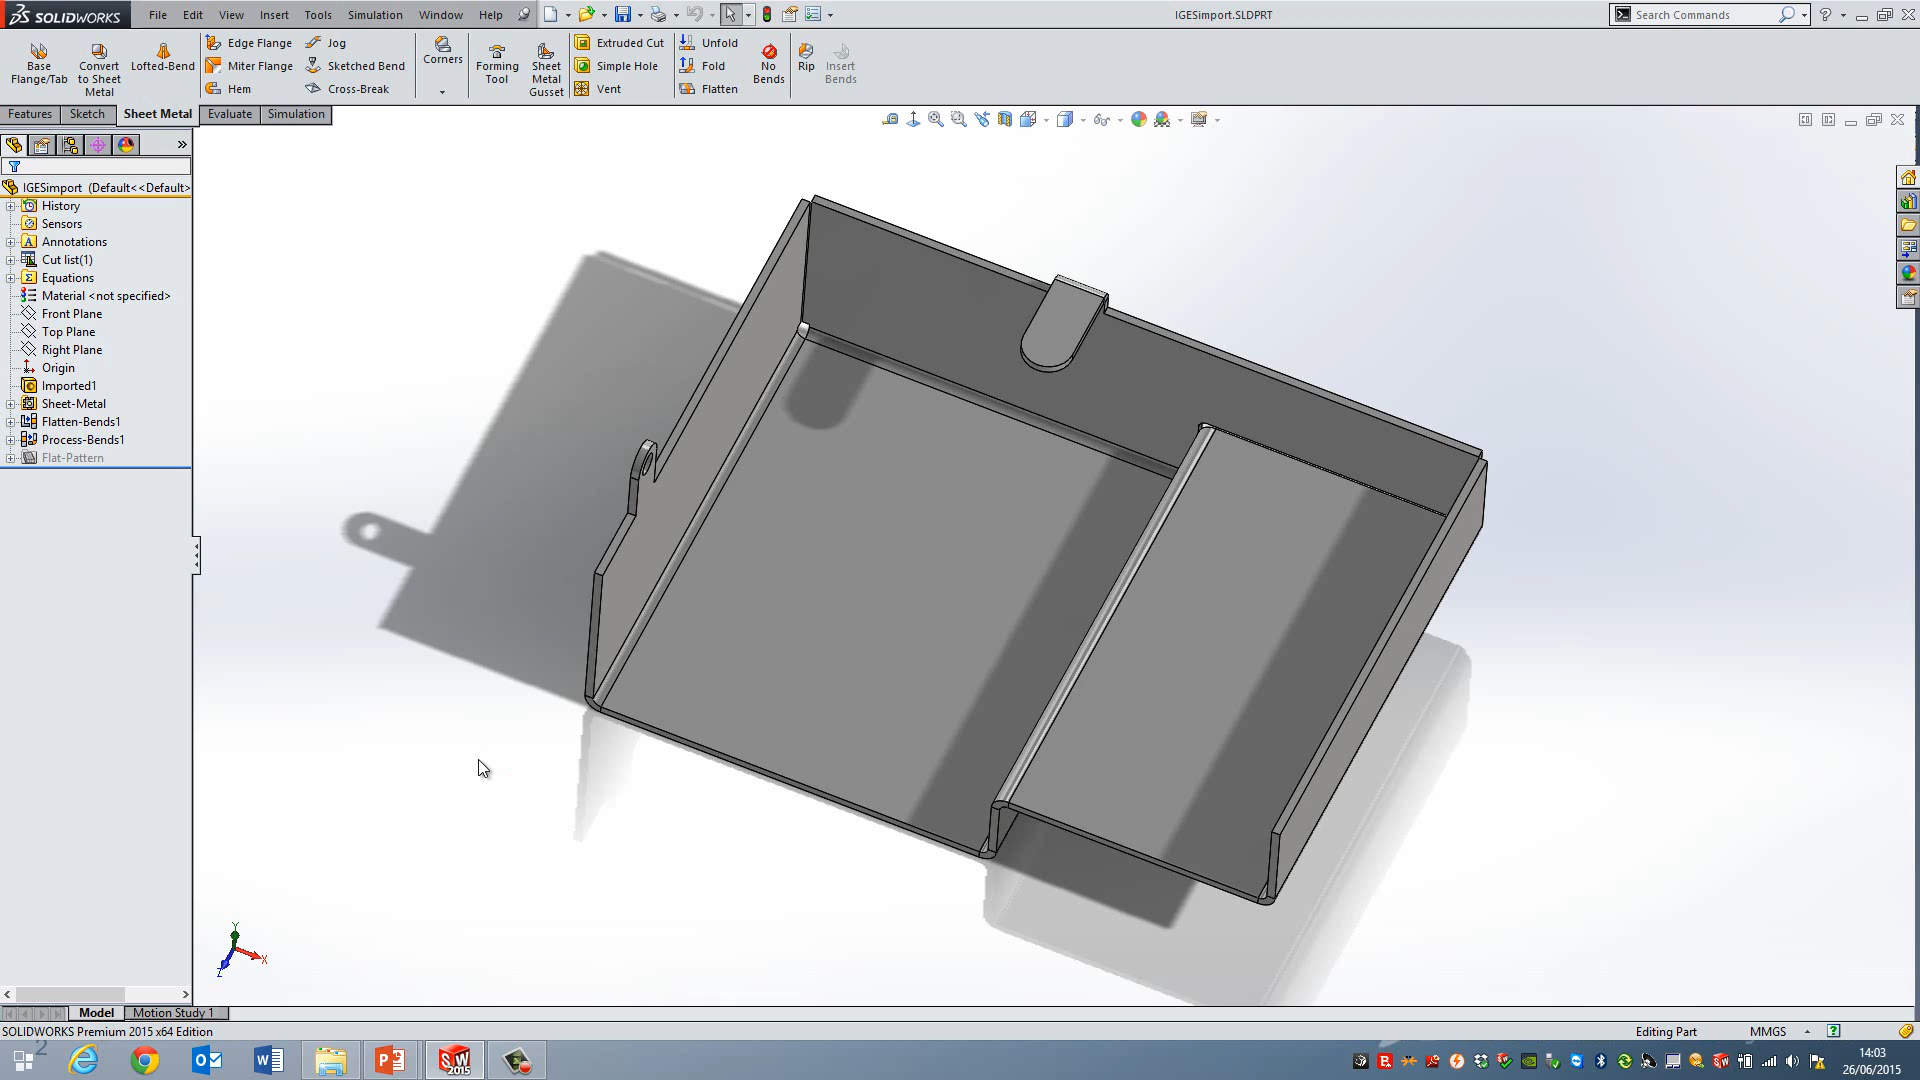 SOLIDWORKS File Edit View Insert Tools Simulation Window Help IGESimport.SLDPRT Search Commands
Base Flange/Tab
Convert to Sheet Metal
Lofted-Bend
Edge Flange
Miter Flange
Hem
Jog
Sketched Bend
Cross-Break
Corners
Forming Tool
Sheet Metal Gusset
Extruded Cut
Simple Hole
Vent
Unfold
Fold
Flatten
No Bends
Rip
Insert Bends
Features Sketch Sheet Metal Evaluate Simulation
IGESimport (Default<<Default>
History
Sensors
Annotations
Cut list(1)
Equations
Material <not specified>
Front Plane
Top Plane
Right Plane
Origin
Imported1
Sheet-Metal
Flatten-Bends1
Process-Bends1
Flat-Pattern
Y
X
Z
Model Motion Study 1
SOLIDWORKS Premium 2015 x64 Edition Editing Part MMGS
2
SW 2015
14:03
26/06/2015